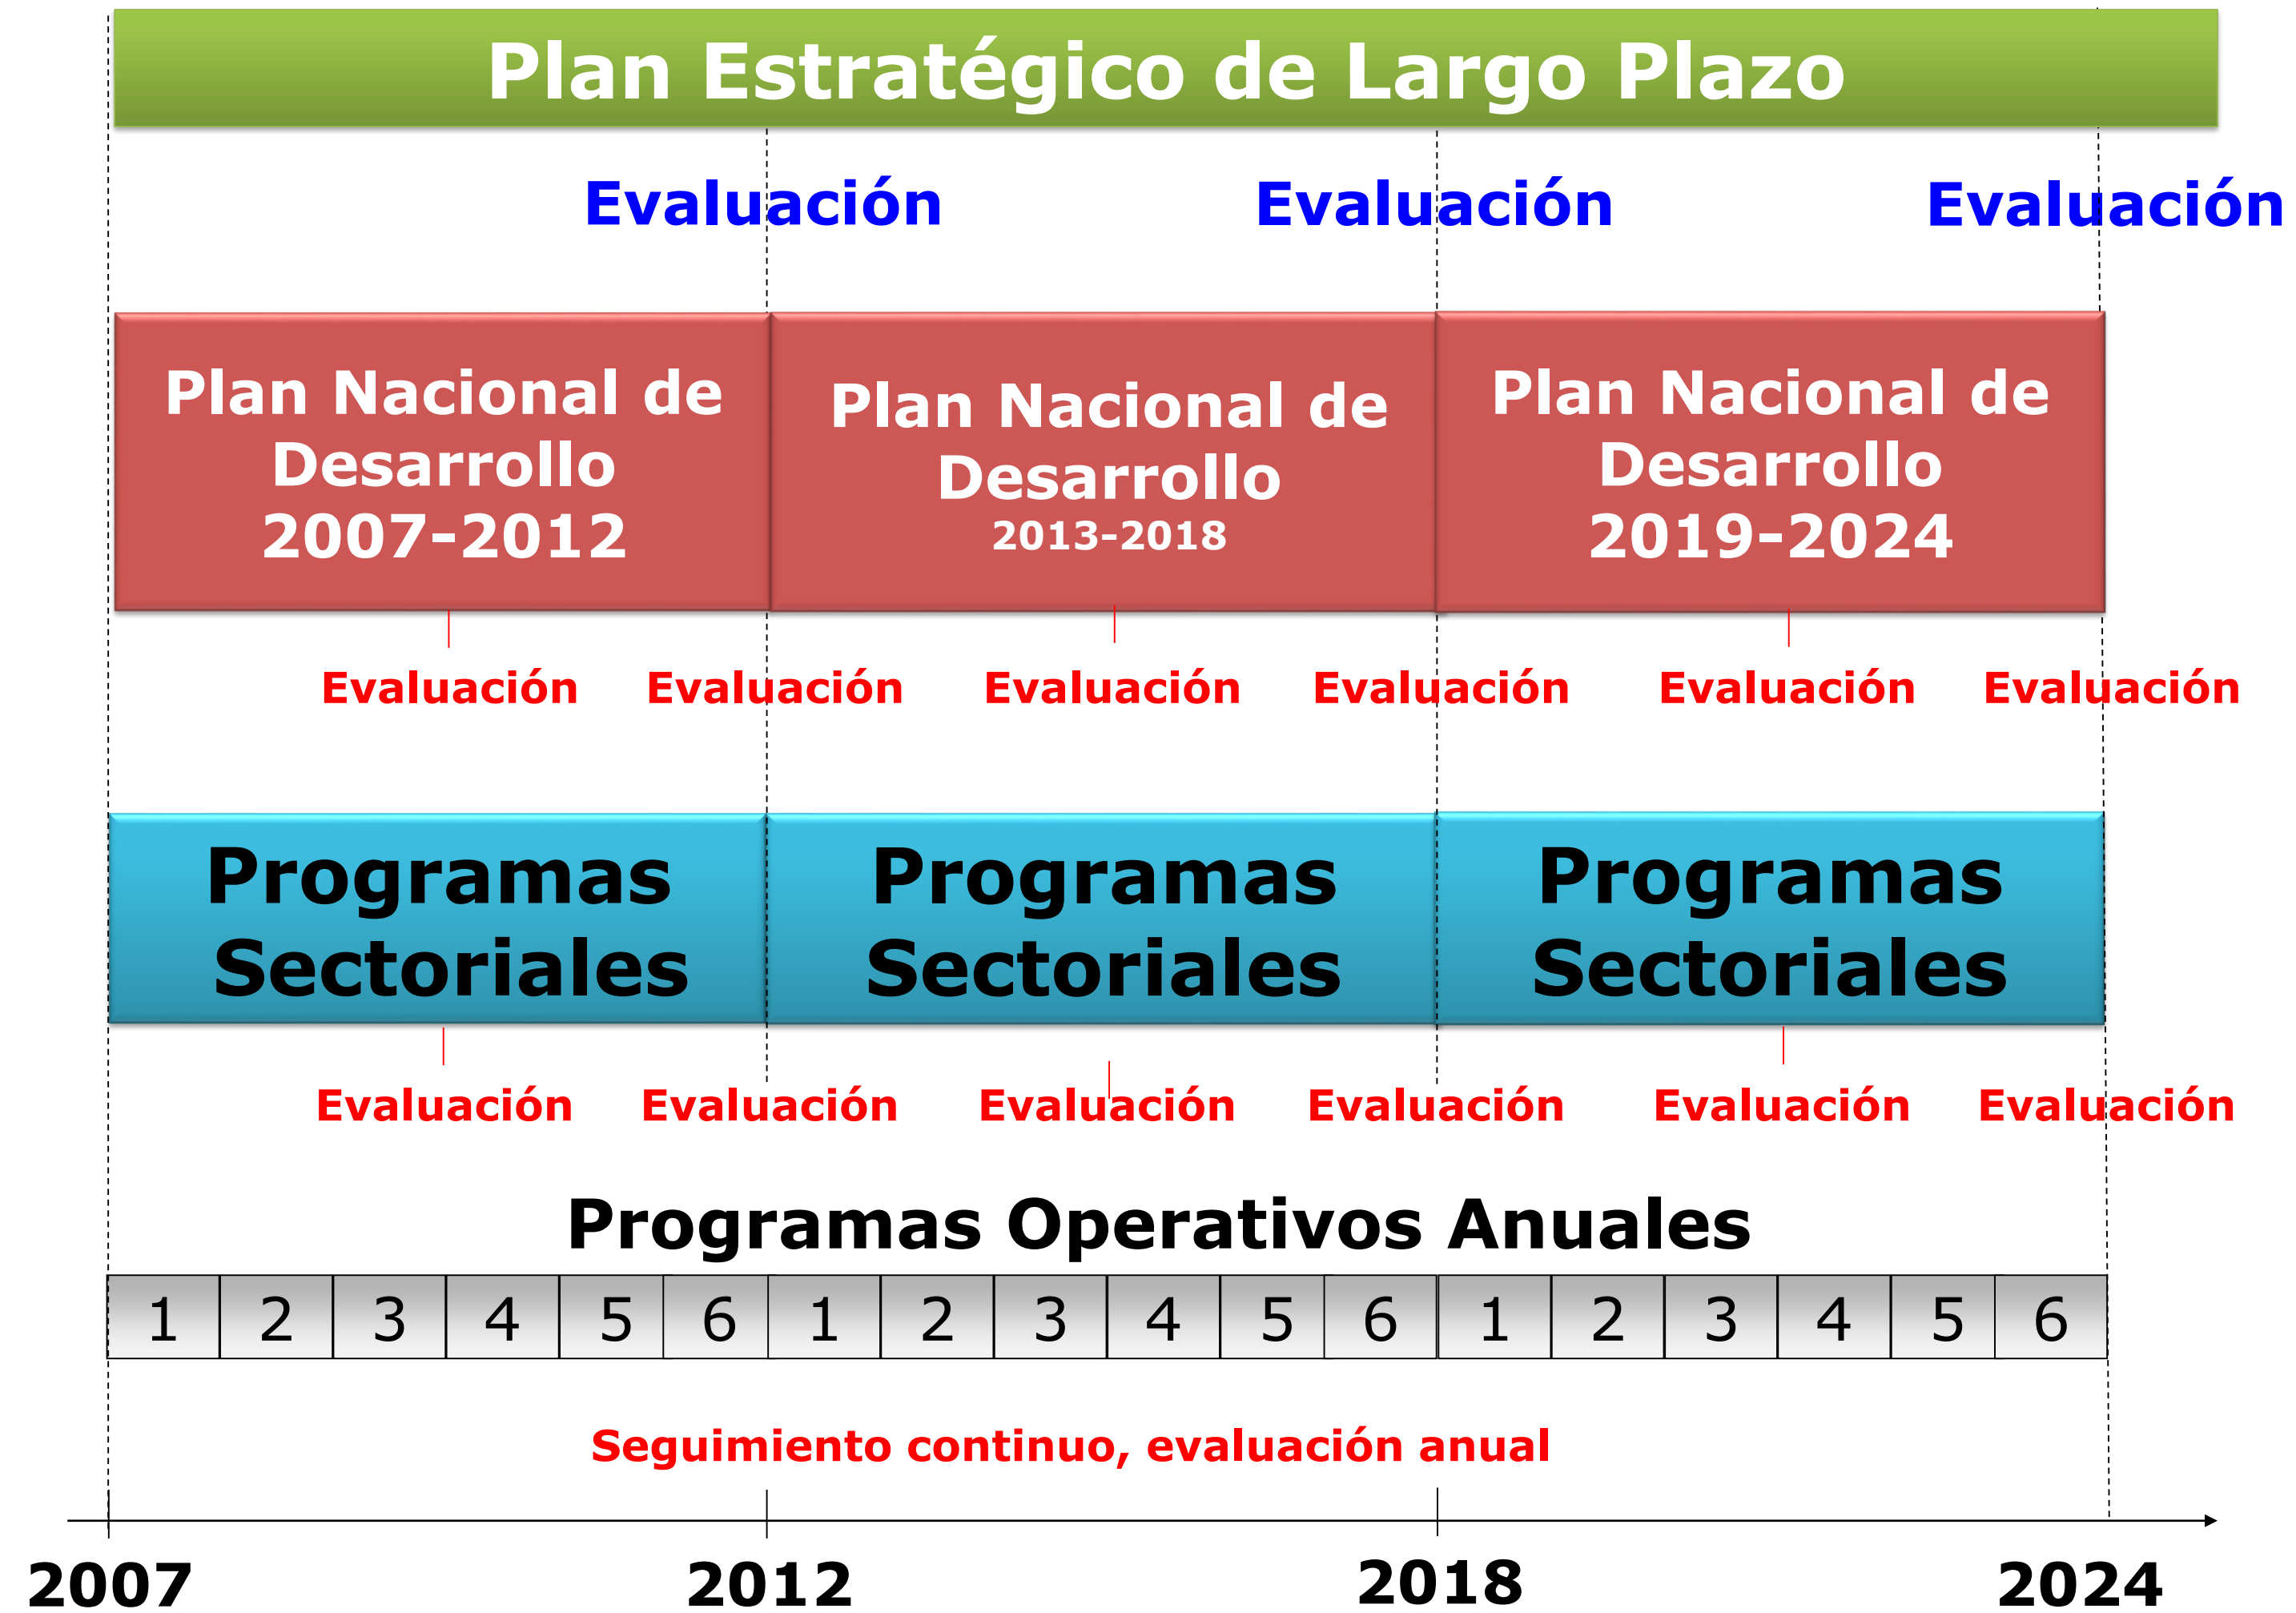 Plan Estratégico de Largo Plazo
Evaluación Evaluación Evaluación
Plan Nacional de
Desarrollo
2007-2012
Plan Nacional de
Desarrollo
2013-2018
Plan Nacional de
Desarrollo
2019-2024
Evaluación Evaluación Evaluación Evaluación Evaluación Evaluación
Programas
Sectoriales
Programas
Sectoriales
Programas
Sectoriales
Evaluación Evaluación Evaluación Evaluación Evaluación Evaluación
Programas Operativos Anuales
1 2 3 4 5 6 1 2 3 4 5 6 1 2 3 4 5 6
Seguimiento continuo, evaluación anual
2007 2012 2018 2024